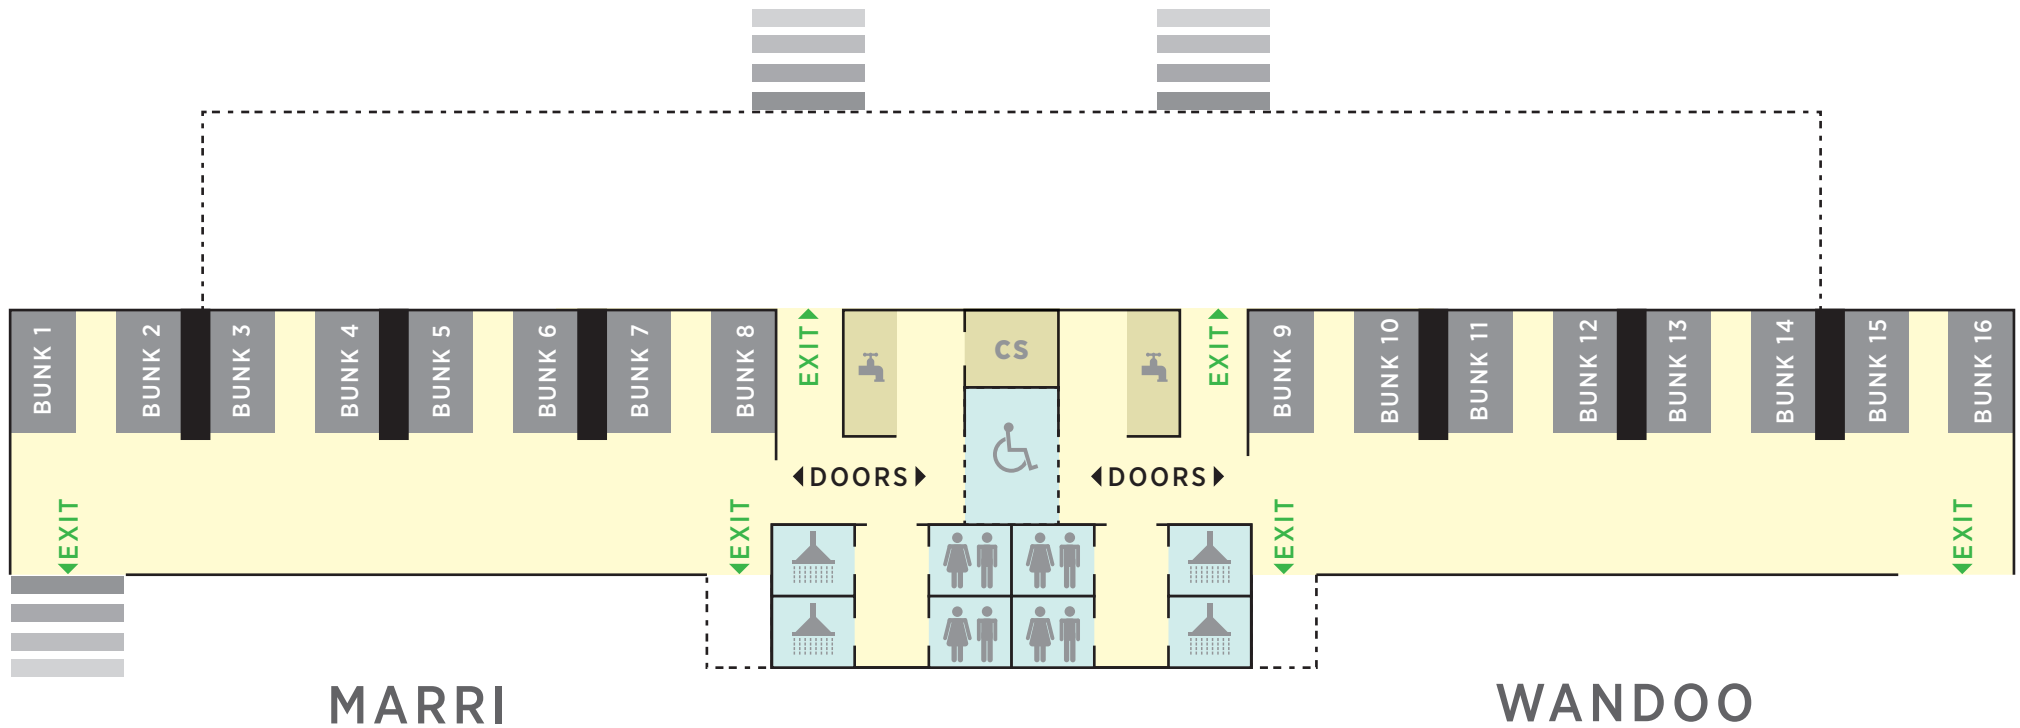 BUNK 1
BUNK 2
BUNK 3
BUNK 4
BUNK 5
BUNK 6
BUNK 7
BUNK 8
EXIT
CS
EXIT
BUNK 9
BUNK 10
BUNK 11
BUNK 12
BUNK 13
BUNK 14
BUNK 15
BUNK 16
DOORS
DOORS
EXIT
EXIT
EXIT
EXIT
MARRI
WANDOO